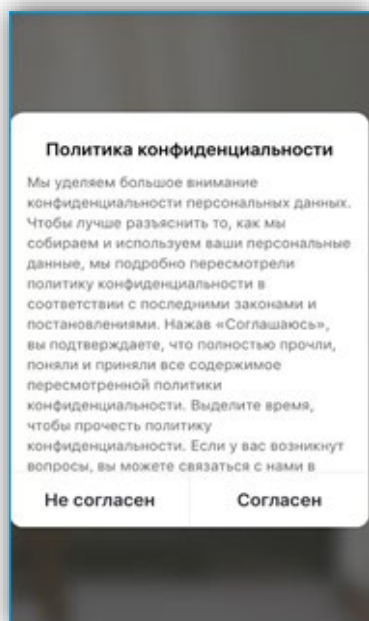 Политика конфиденциальности
Мы уделяем большое внимание
конфиденциальности персональных данных.
Чтобы лучше разъяснить то, как мы
собираем и используем ваши персональные
данные, мы подробно пересмотрели
политику конфиденциальности в
соответствии с последними законами и
постановлениями. Нажав «Соглашаюсь»,
вы подтверждаете, что полностью прочли,
поняли и приняли все содержимое
пересмотренной политики
конфиденциальности. Выделите время,
чтобы прочесть политику
конфиденциальности. Если у вас возникнут
вопросы, вы можете связаться с нами в
Не согласен Согласен